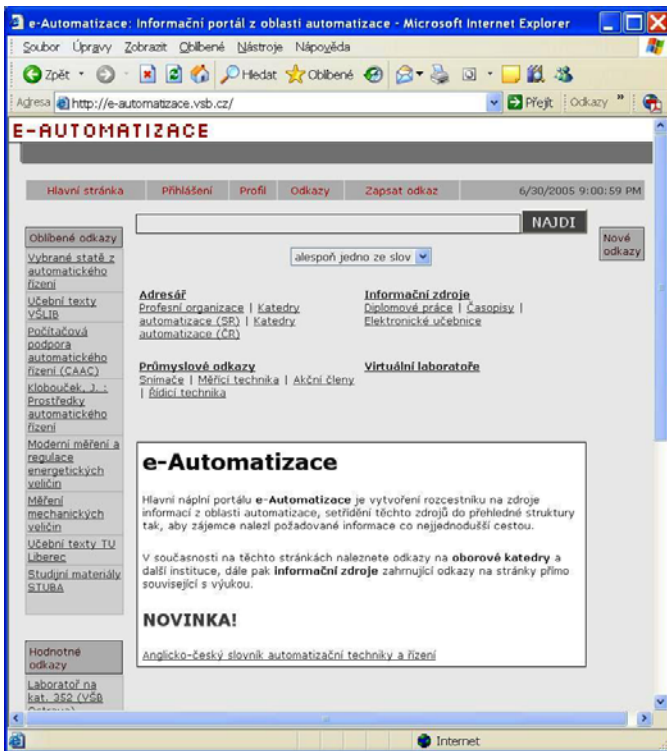 e-Automatizace: Informační portál z oblasti automatizace - Microsoft Internet Explorer
Soubor Úpravy Zobrazit Oblíbené Nástroje Nápověda
Zpět Hledat Oblíbené
Adresa http://e-automatizace.vsb.cz/ Přejít Odkazy »
E-AUTOMATIZACE
Hlavní stránka Přihlášení Profil Odkazy Zapsat odkaz 6/30/2005 9:00:59 PM
NAJDI
alespoň jedno ze slov
Oblíbené odkazy
Vybrané statě z
automatického
řízení
Učební texty
VŠLIB
Počítačová
podpora
automatického
řízení (CAAC)
Klobouček, J. :
Prostředky
automatického
řízení
Moderní měření a
regulace
energetických
veličin
Měření
mechanických
veličin
Učební texty TU
Liberec
Studijní materiály
STUBA
Hodnotné
odkazy
Laboratoř na
kat. 352 (VŠB
Ostrava)
Adresář
Profesní organizace | Katedry
automatizace (SR) | Katedry
automatizace (ČR)
Informační zdroje
Diplomové práce | Časopisy |
Elektronické učebnice
Průmyslové odkazy
Snímače | Měřící technika | Akční členy
| Řídicí technika
Virtuální laboratoře
Nové
odkazy
e-Automatizace
Hlavní náplní portálu e-Automatizace je vytvoření rozcestníku na zdroje
informací z oblasti automatizace, setřídění těchto zdrojů do přehledné struktury
tak, aby zájemce nalezl požadované informace co nejjednodušší cestou.
V současnosti na těchto stránkách naleznete odkazy na oborové katedry a
další instituce, dále pak informační zdroje zahrnující odkazy na stránky přímo
související s výukou.
NOVINKA!
Anglicko-český slovník automatizační techniky a řízení
Internet